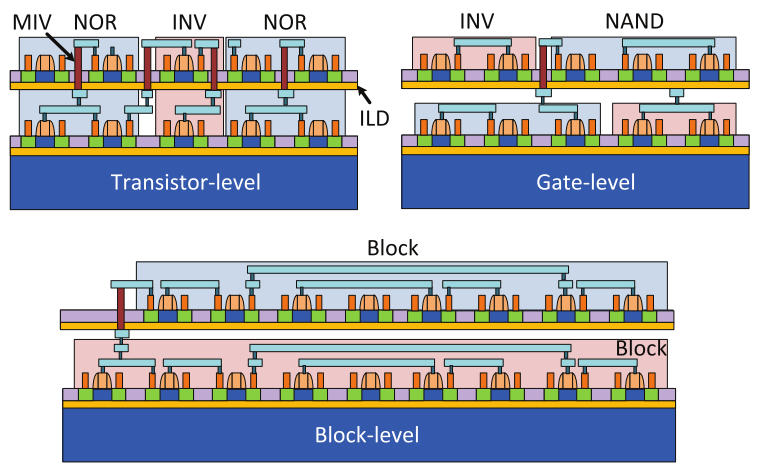 MIV NOR INV NOR
ILD
Transistor-level
INV NAND
Gate-level
Block
Block
Block-level